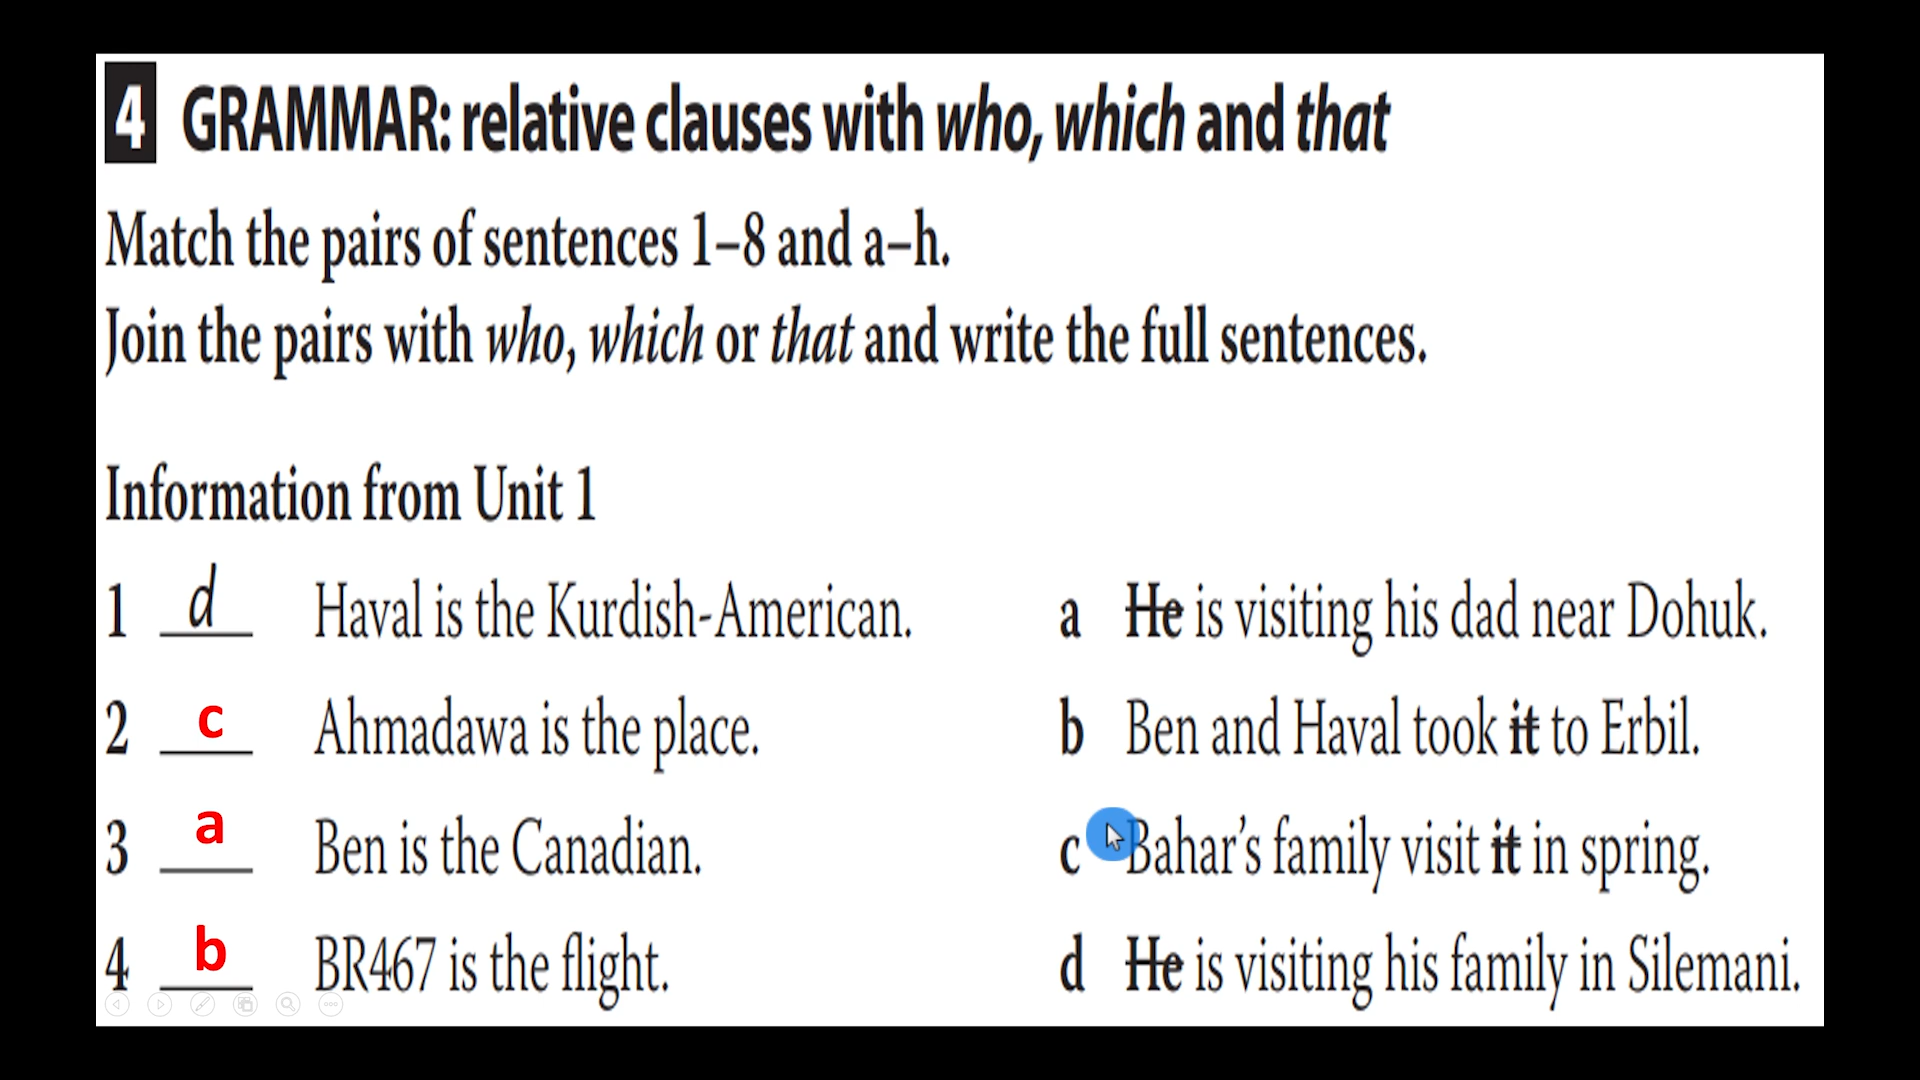 4 GRAMMAR: relative clauses with who, which and that
Match the pairs of sentences 1–8 and a–h.
Join the pairs with who, which or that and write the full sentences.
Information from Unit 1
1 d Haval is the Kurdish-American. a He is visiting his dad near Dohuk.
2 c Ahmadawa is the place. b Ben and Haval took it to Erbil.
3 a Ben is the Canadian. c Bahar's family visit it in spring.
4 b BR467 is the flight. d He is visiting his family in Silemani.